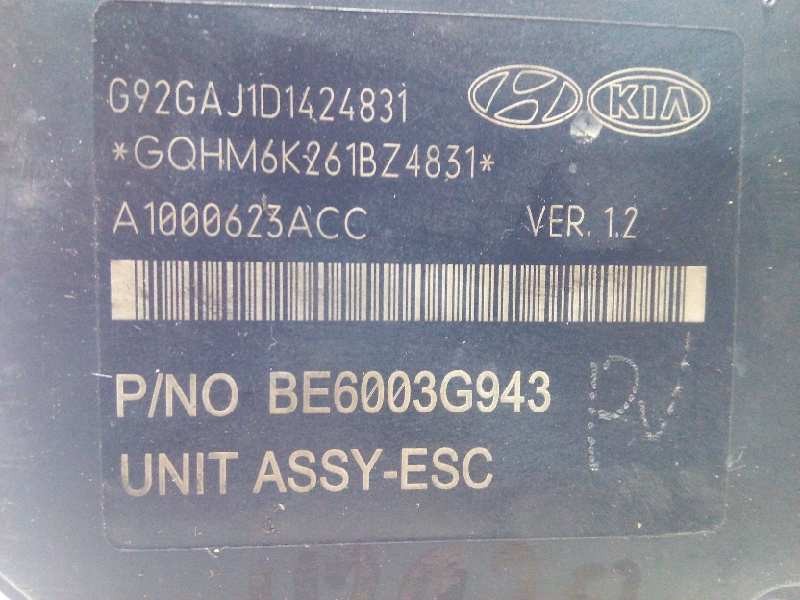 G92GAJ1D1424831
KIA
*GQHM6K261BZ4831*
A1000623ACC VER. 1.2
P/NO BE6003G943
UNIT ASSY-ESC